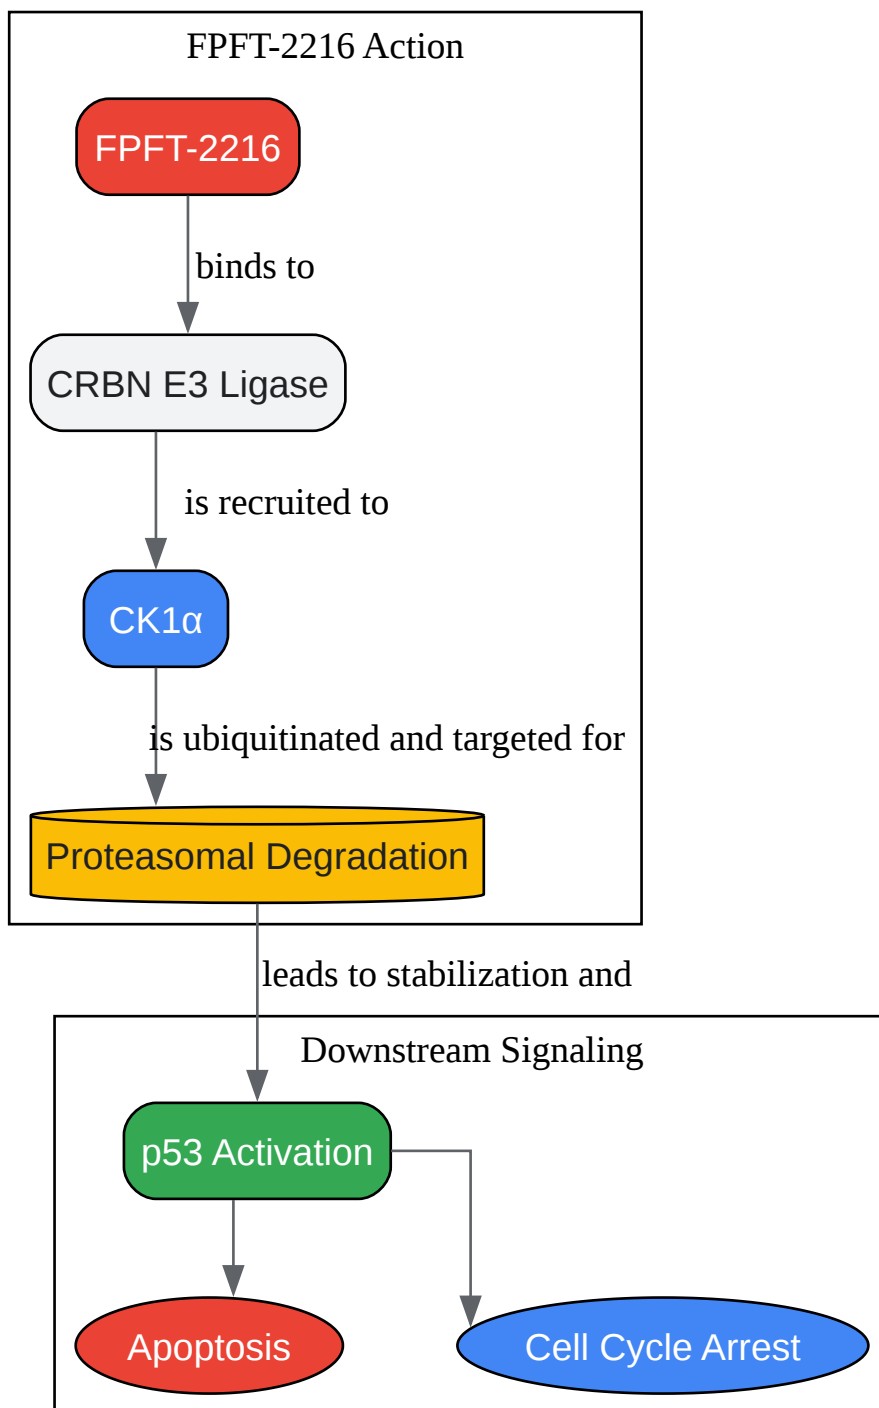 FPFT-2216 Action
FPFT-2216
binds to
CRBN E3 Ligase
is recruited to
CK1α
is ubiquitinated and targeted for
Proteasomal Degradation
leads to stabilization and
Downstream Signaling
p53 Activation
Apoptosis
Cell Cycle Arrest